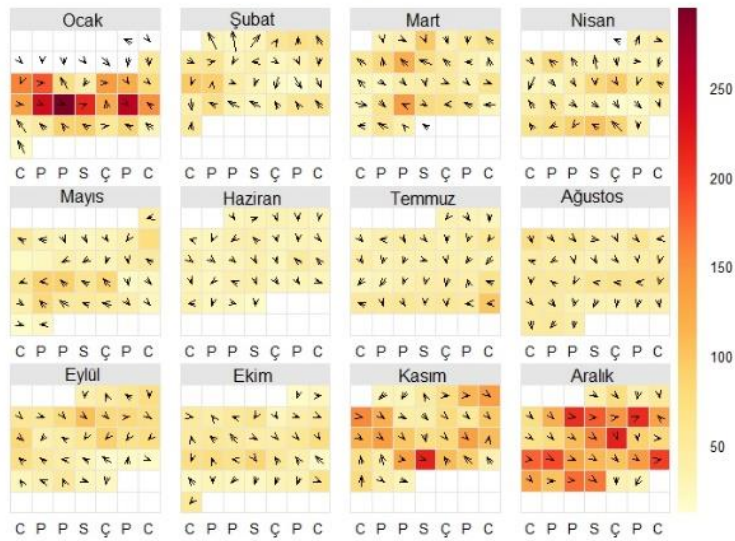 Ocak Şubat Mart Nisan
250
200
C P P S Ç P C C P P S Ç P C C P P S Ç P C C P P S Ç P C
Mayıs Haziran Temmuz Ağustos
150
100
C P P S Ç P C C P P S Ç P C C P P S Ç P C C P P S Ç P C
Eylül Ekim Kasım Aralık
50
C P P S Ç P C C P P S Ç P C C P P S Ç P C C P P S Ç P C